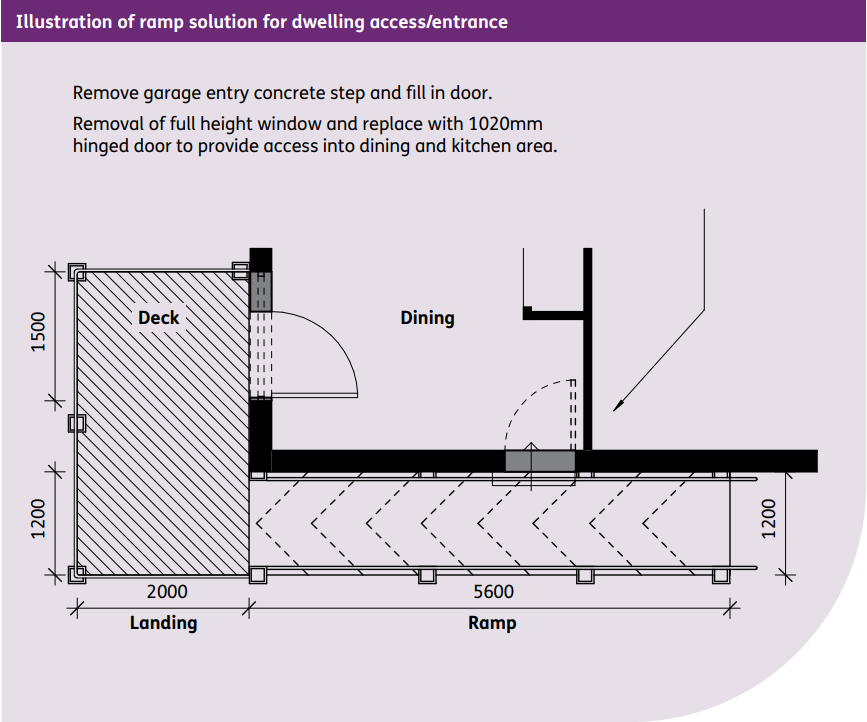 Illustration of ramp solution for dwelling access/entrance
Remove garage entry concrete step and fill in door.
Removal of full height window and replace with 1020mm
hinged door to provide access into dining and kitchen area.
1500
Deck
Dining
1200
1200
2000
5600
Landing
Ramp